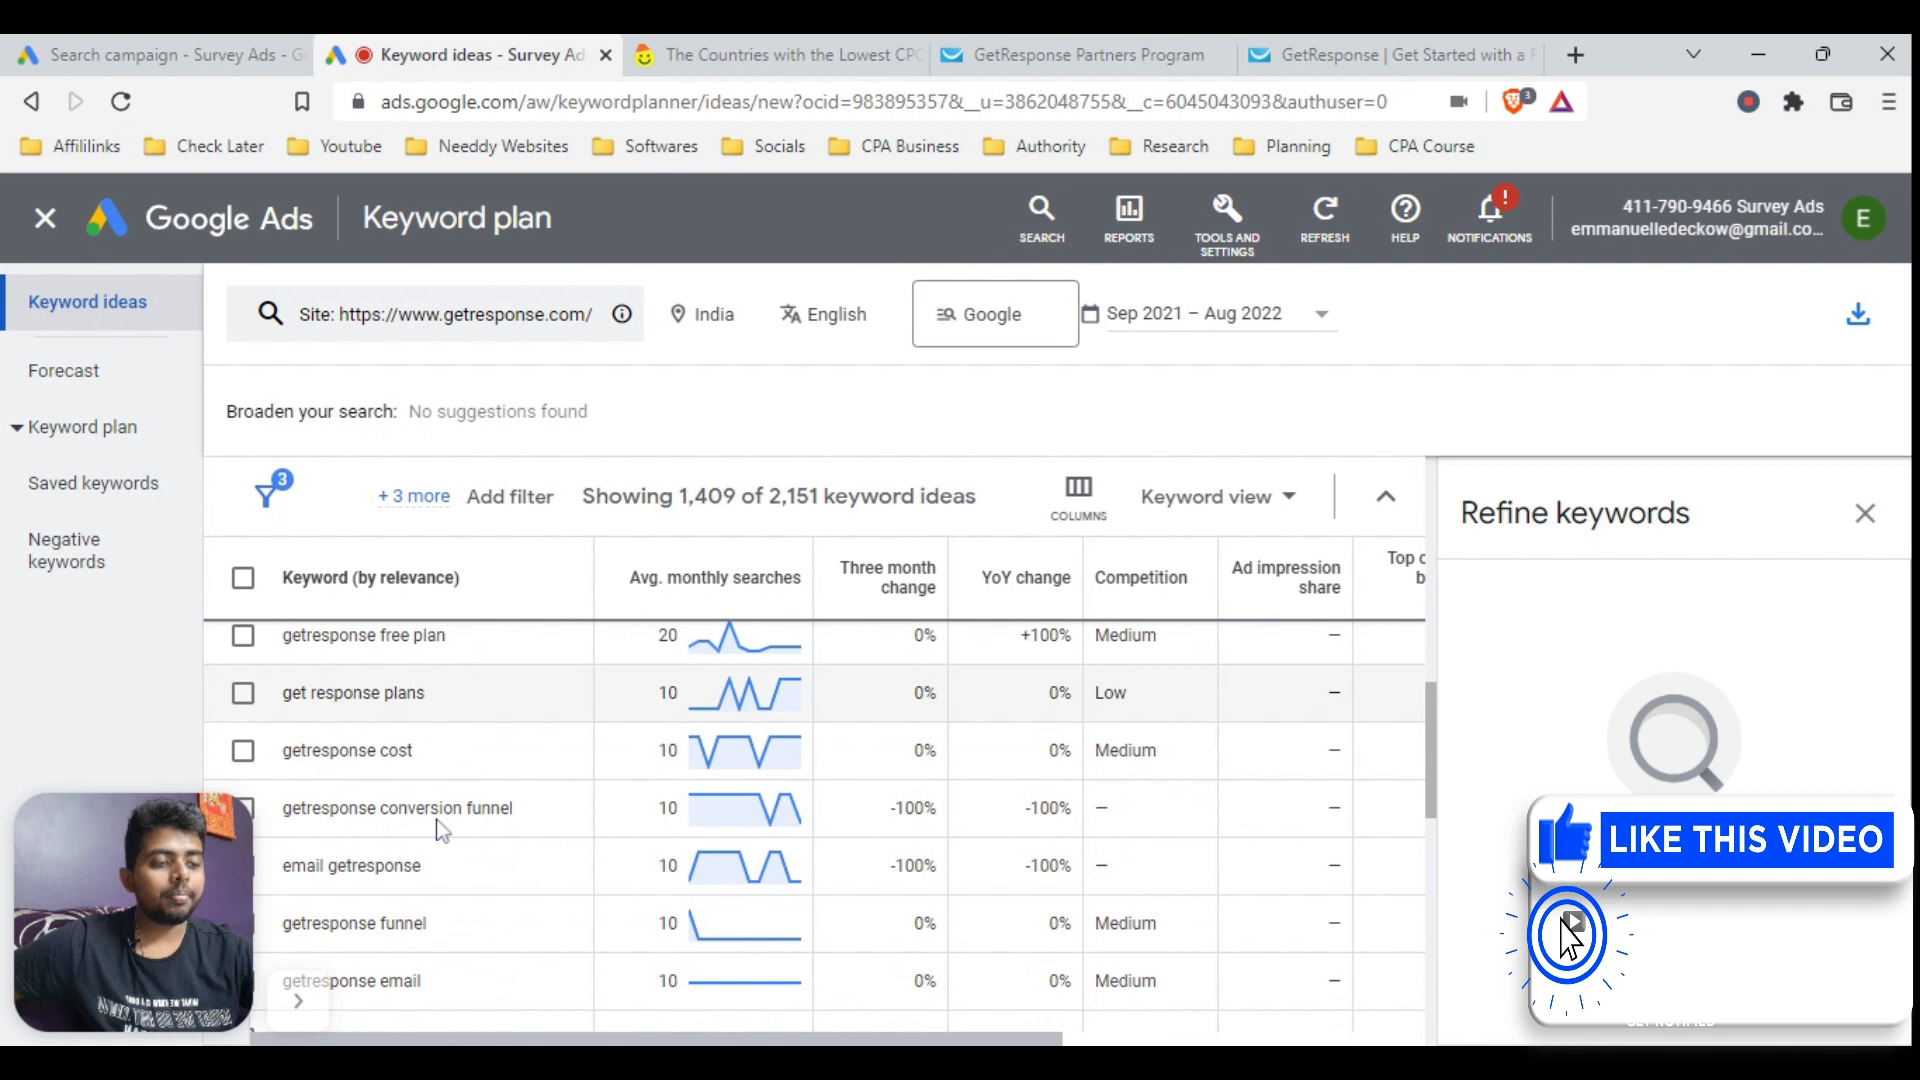 Search campaign - Survey Ads - G
Keyword ideas - Survey Ad
The Countries with the Lowest CPC
GetResponse Partners Program
GetResponse | Get Started with a F
ads.google.com/aw/keywordplanner/ideas/new?ocid=983895357&__u=3862048755&__c=6045043093&authuser=0
3
Affililinks
Check Later
Youtube
Needdy Websites
Softwares
Socials
CPA Business
Authority
Research
Planning
CPA Course
Google Ads
Keyword plan
SEARCH
REPORTS
TOOLS AND
SETTINGS
REFRESH
HELP
!
NOTIFICATIONS
411-790-9466 Survey Ads
emmanuelledeckow@gmail.co...
E
Keyword ideas
Forecast
Keyword plan
Saved keywords
Negative
keywords
Site: https://www.getresponse.com/
India
English
Google
Sep 2021 – Aug 2022
Broaden your search: No suggestions found
3
+ 3 more
Add filter
Showing 1,409 of 2,151 keyword ideas
COLUMNS
Keyword view
Refine keywords
Keyword (by relevance)
Avg. monthly searches
Three month
change
YoY change
Competition
Ad impression
share
Top o
b
getresponse free plan 20 0% +100% Medium –
get response plans 10 0% 0% Low –
getresponse cost 10 0% 0% Medium –
getresponse conversion funnel 10 -100% -100% – –
email getresponse 10 -100% -100% – –
getresponse funnel 10 0% 0% Medium –
getresponse email 10 0% 0% Medium –
LIKE THIS VIDEO